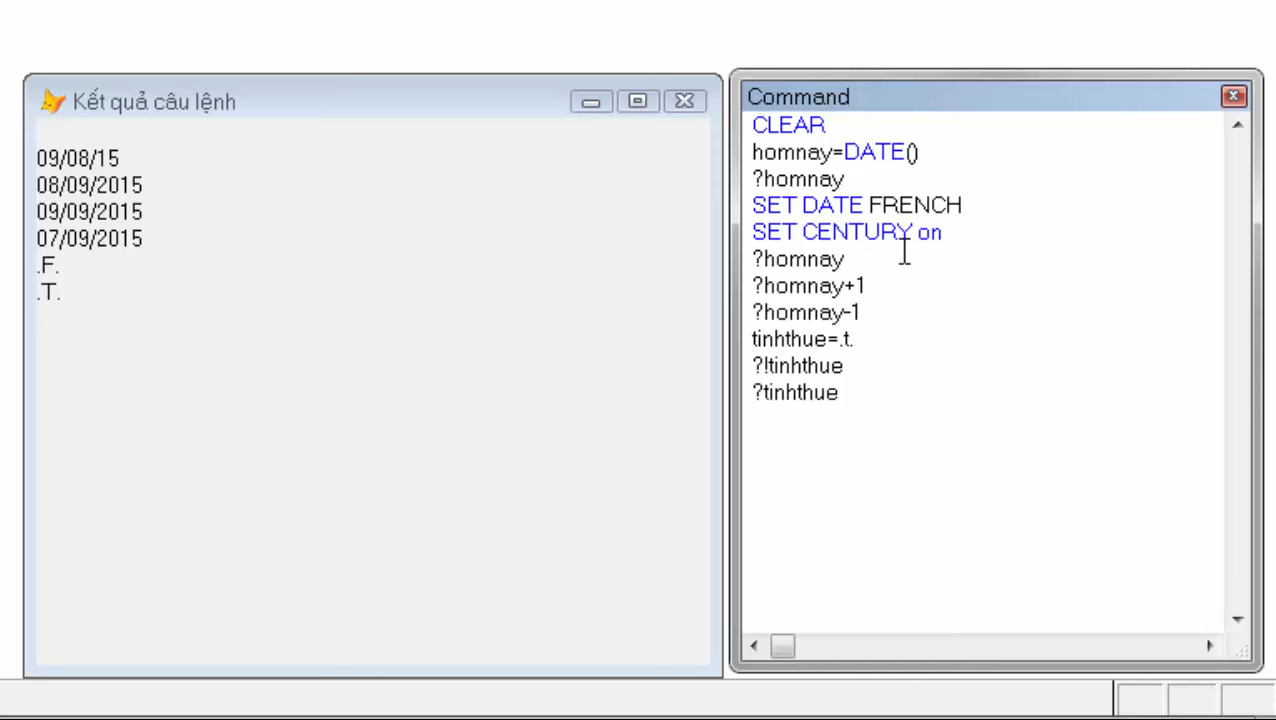 Kết quả câu lệnh
09/08/15
08/09/2015
09/09/2015
07/09/2015
.F.
.T.
Command
CLEAR
homnay=DATE()
?homnay
SET DATE FRENCH
SET CENTURY on
?homnay
?homnay+1
?homnay-1
tinhthue=.t.
?!tinhthue
?tinhthue